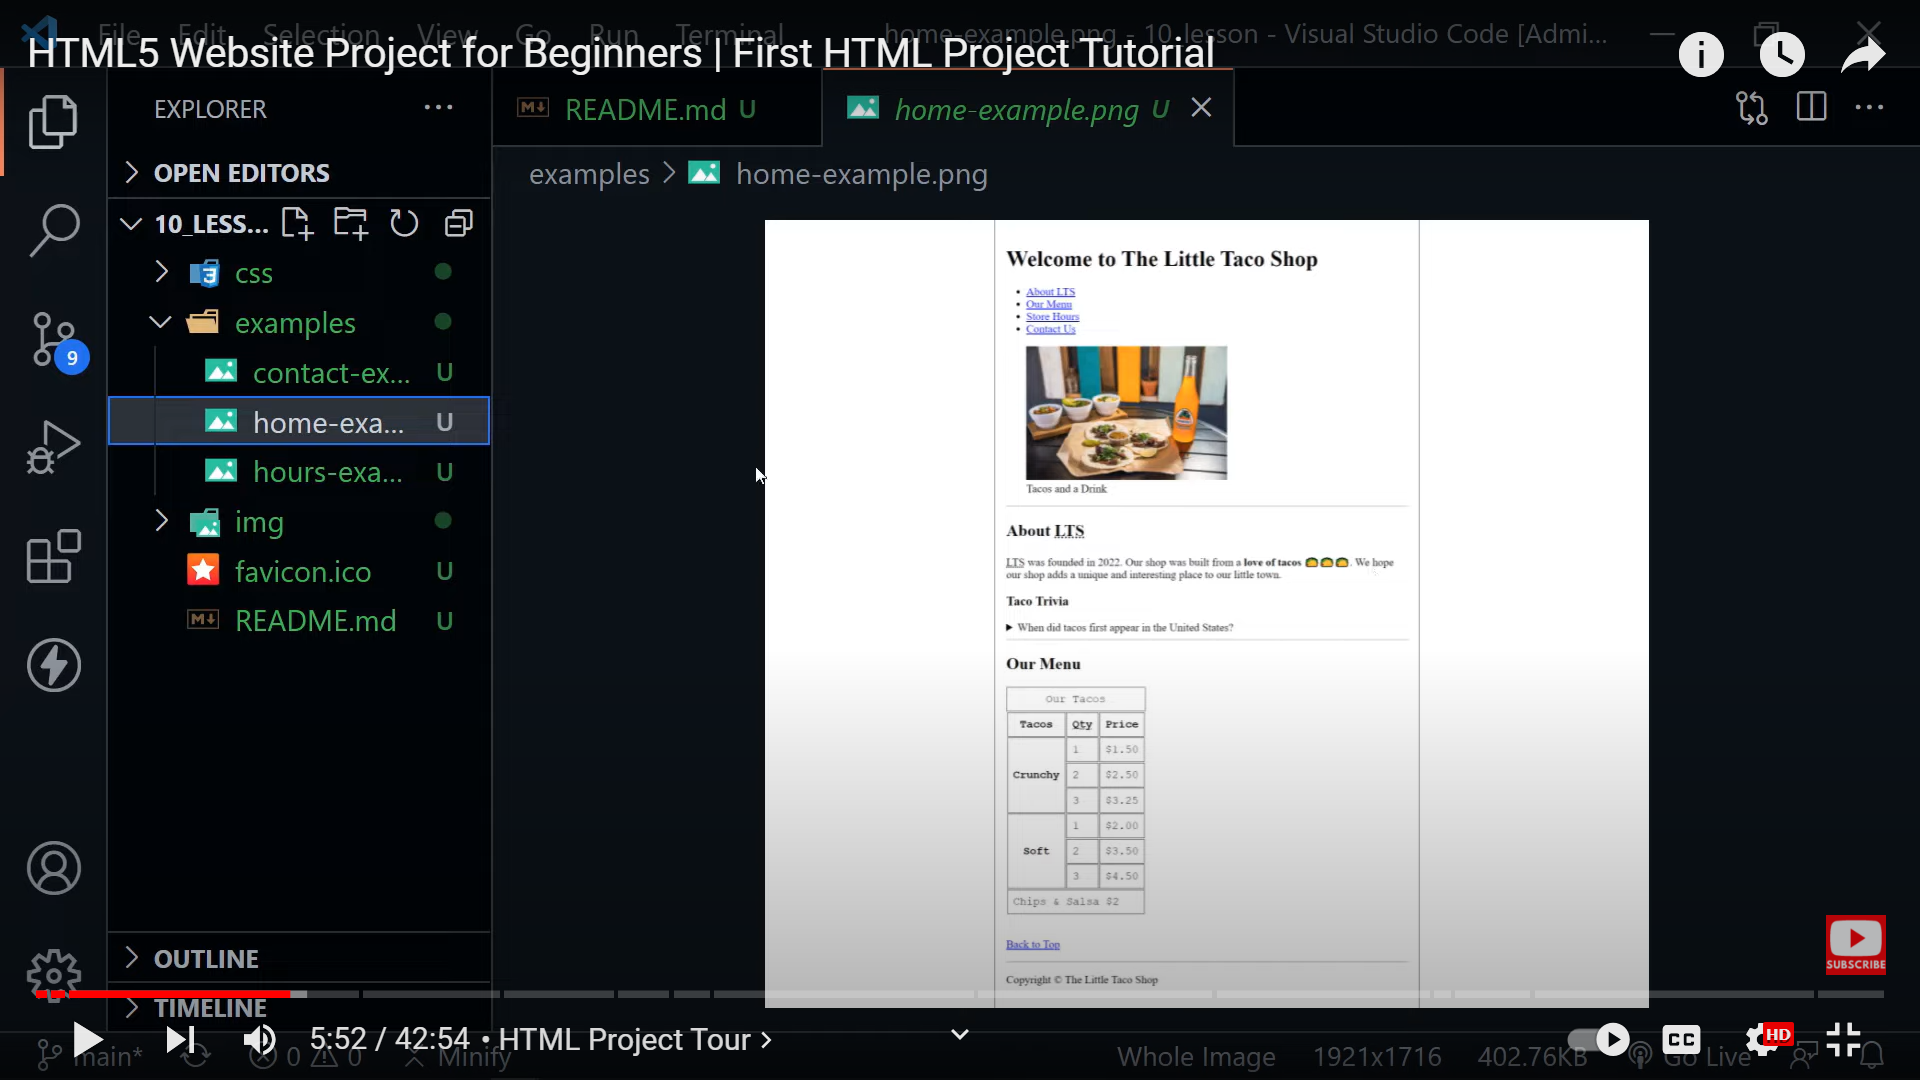 File Edit Selection View Go Run Terminal home-example.png - 10_lesson - Visual Studio Code [Admi...
HTML5 Website Project for Beginners | First HTML Project Tutorial
EXPLORER
README.md U
home-example.png U
OPEN EDITORS
examples > home-example.png
10_LESS...
css
examples
contact-ex... U
home-exa... U
hours-exa... U
img
favicon.ico U
README.md U
9
OUTLINE
TIMELINE
Welcome to The Little Taco Shop
About LTS
Our Menu
Store Hours
Contact Us
Tacos and a Drink
About LTS
LTS was founded in 2022. Our shop was built from a love of tacos 🌮🌮🌮. We hope
our shop adds a unique and interesting place to our little town.
Taco Trivia
When did tacos first appear in the United States?
Our Menu
Our Tacos
Tacos Qty Price
Crunchy
1 $1.50
2 $2.50
3 $3.25
Soft
1 $2.00
2 $3.50
3 $4.50
Chips & Salsa $2
Back to Top
Copyright © The Little Taco Shop
SUBSCRIBE
5:52 / 42:54 • HTML Project Tour >
CC
HD
main* 0 0 Minify
Whole Image 1921x1716 402.76KB Go Live